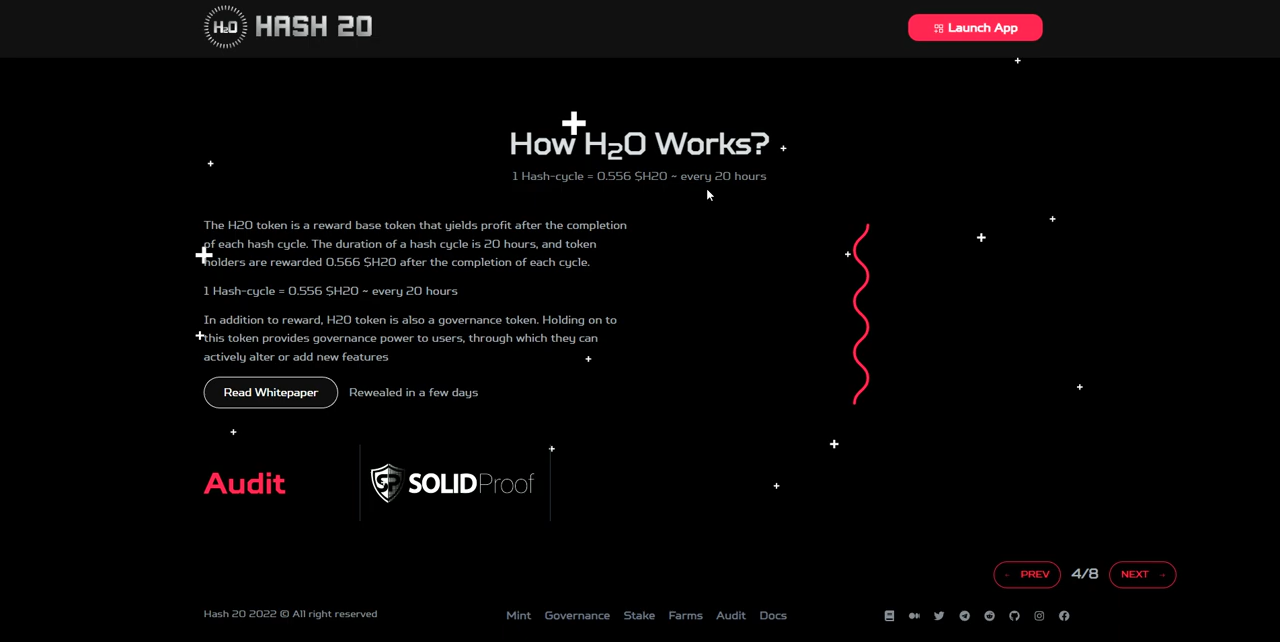 H2O HASH 20
Launch App
How H2O Works?
1 Hash-cycle = 0.556 $H2O ~ every 20 hours
The H2O token is a reward base token that yields profit after the completion
of each hash cycle. The duration of a hash cycle is 20 hours, and token
holders are rewarded 0.566 $H2O after the completion of each cycle.
1 Hash-cycle = 0.556 $H2O ~ every 20 hours
In addition to reward, H2O token is also a governance token. Holding on to
this token provides governance power to users, through which they can
actively alter or add new features
Read Whitepaper Rewealed in a few days
Audit SOLIDProof
← PREV 4/8 NEXT →
Hash 20 2022 © All right reserved Mint Governance Stake Farms Audit Docs